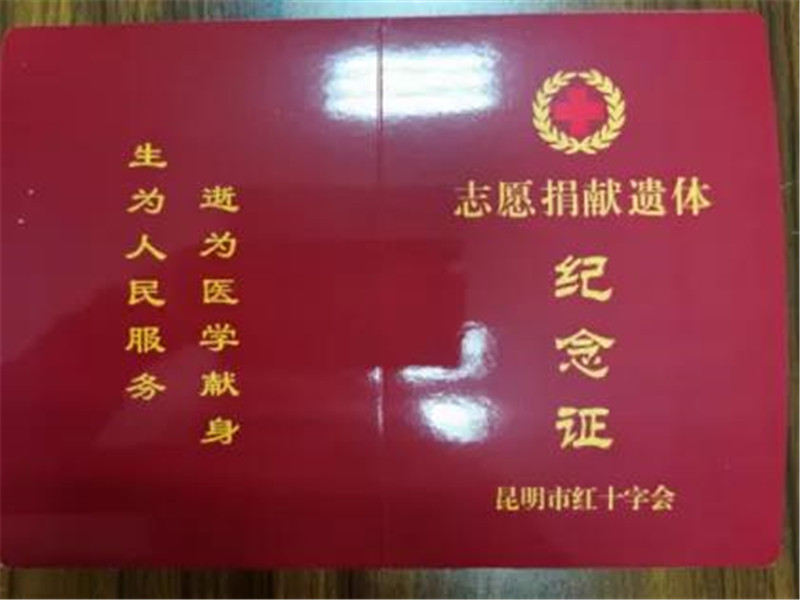 志愿捐献遗体
纪念证
昆明市红十字会
生为人民服务
逝为医学献身